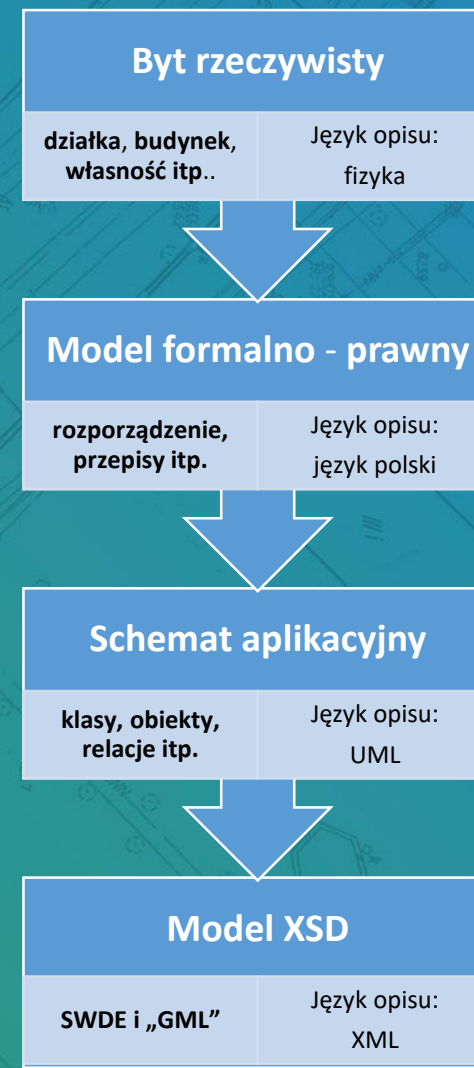 Byt rzeczywisty
działka, budynek,
własność itp..
Język opisu:
fizyka
Model formalno - prawny
rozporządzenie,
przepisy itp.
Język opisu:
język polski
Schemat aplikacyjny
klasy, obiekty,
relacje itp.
Język opisu:
UML
Model XSD
SWDE i „GML”
Język opisu:
XML